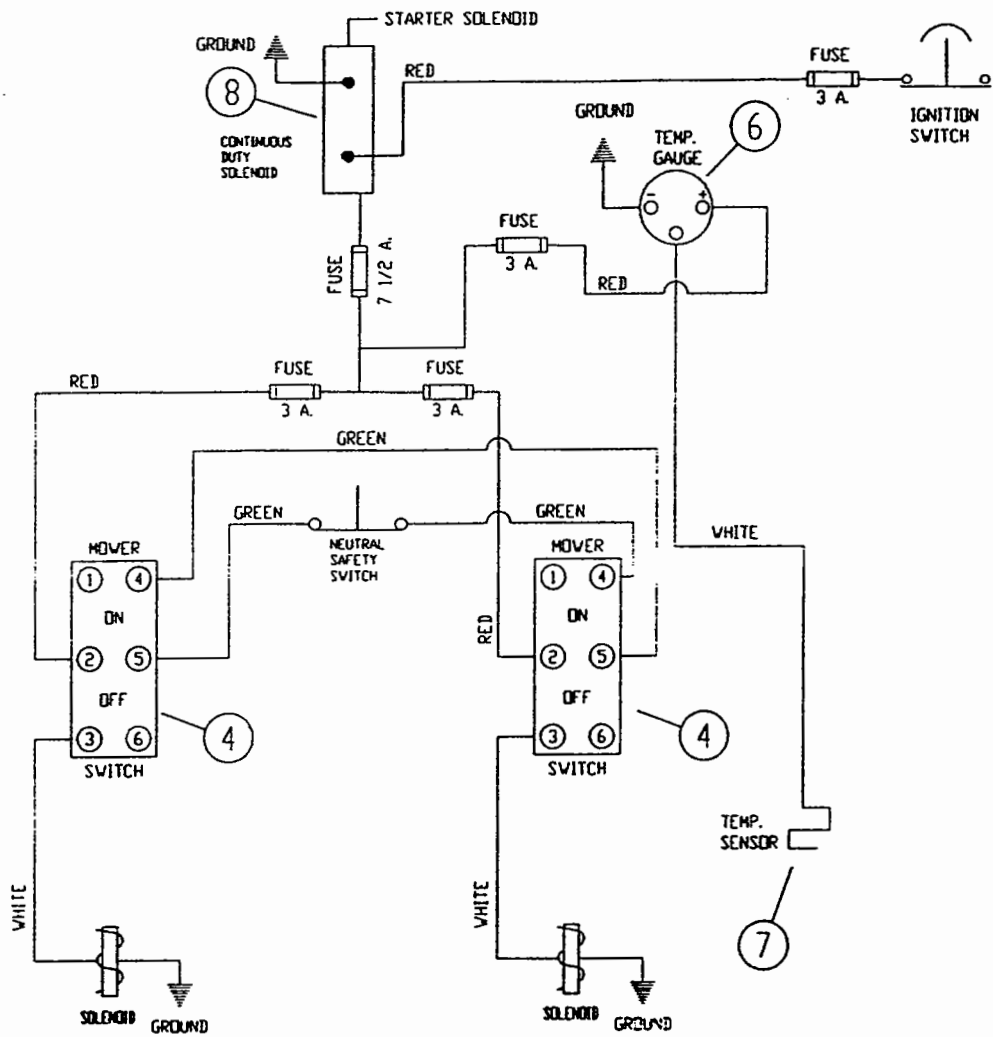 STARTER SOLENOID
GROUND
8
CONTINUOUS
DUTY
SOLENOID
RED
FUSE
3 A.
IGNITION
SWITCH
GROUND
TEMP.
GAUGE
6
- +
FUSE
7 1/2 A.
FUSE
3 A.
RED
RED
FUSE
3 A.
FUSE
3 A.
GREEN
GREEN
NEUTRAL
SAFETY
SWITCH
GREEN
WHITE
MOWER
1 4
ON
2 5
OFF
3 6
SWITCH
4
RED
MOWER
1 4
ON
2 5
OFF
3 6
SWITCH
4
TEMP.
SENSOR
7
WHITE
SOLENOID
GROUND
WHITE
SOLENOID
GROUND